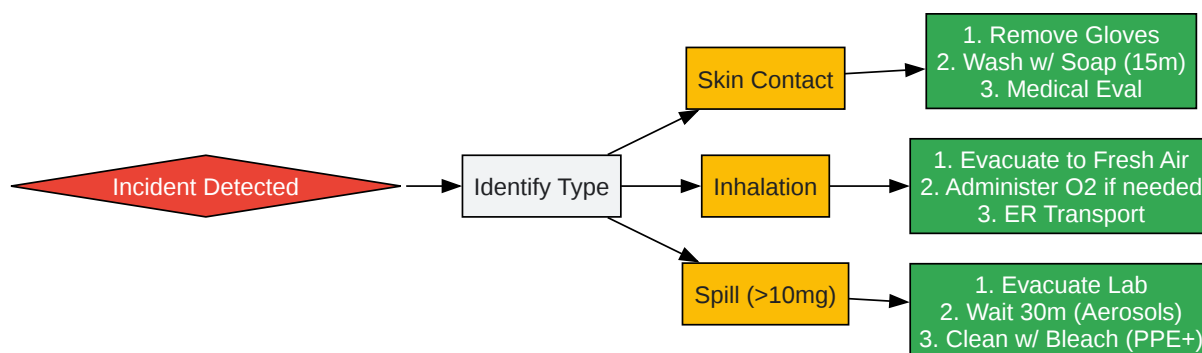 Incident Detected
Identify Type
Skin Contact
1. Remove Gloves
2. Wash w/ Soap (15m)
3. Medical Eval
Inhalation
1. Evacuate to Fresh Air
2. Administer O2 if needed
3. ER Transport
Spill (>10mg)
1. Evacuate Lab
2. Wait 30m (Aerosols)
3. Clean w/ Bleach (PPE+)